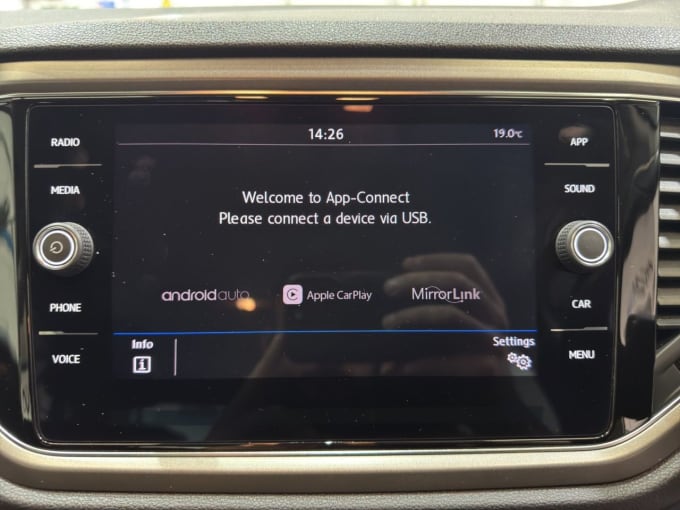 14:26
19.0°C
Welcome to App-Connect
Please connect a device via USB.
androidauto
Apple CarPlay
MirrorLink
Info
i
Settings
RADIO
MEDIA
PHONE
VOICE
APP
SOUND
CAR
MENU